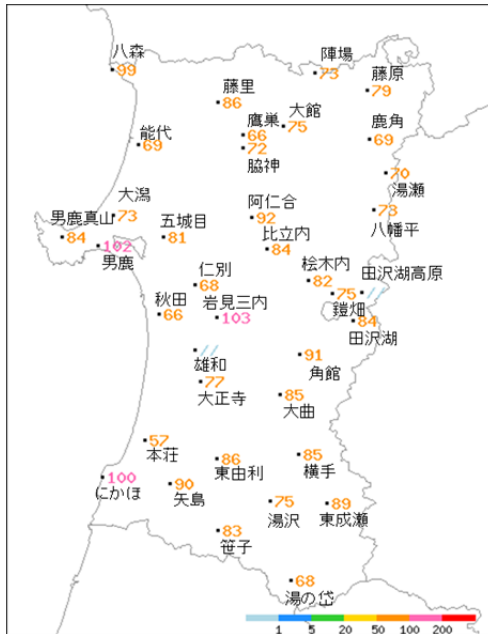 八森
99
陣場
73
藤原
79
藤里
86
大館
75
鷹巣
66
72
脇神
鹿角
69
能代
69
70
湯瀬
大潟
73
73
八幡平
男鹿真山
84
102
男鹿
五城目
81
阿仁合
92
比立内
84
仁別
68
桧木内
82
田沢湖高原
//
75
鎧畑
秋田
66
岩見三内
103
84
田沢湖
//
雄和
91
角館
77
大正寺
85
大曲
57
本荘
86
東由利
85
横手
100
にかほ
90
矢島
75
湯沢
89
東成瀬
83
笹子
68
湯の岱
1 5 20 50 100 200